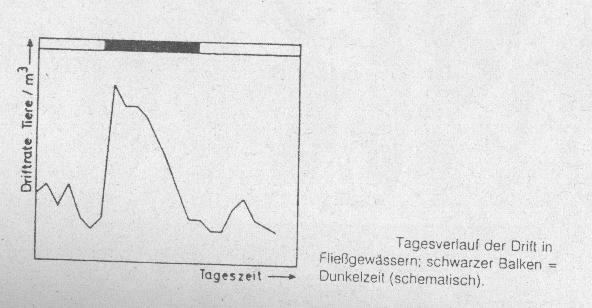 Driftrate Tiere / m³
Tageszeit
Tagesverlauf der Drift in
Fließgewässern; schwarzer Balken =
Dunkelzeit (schematisch).